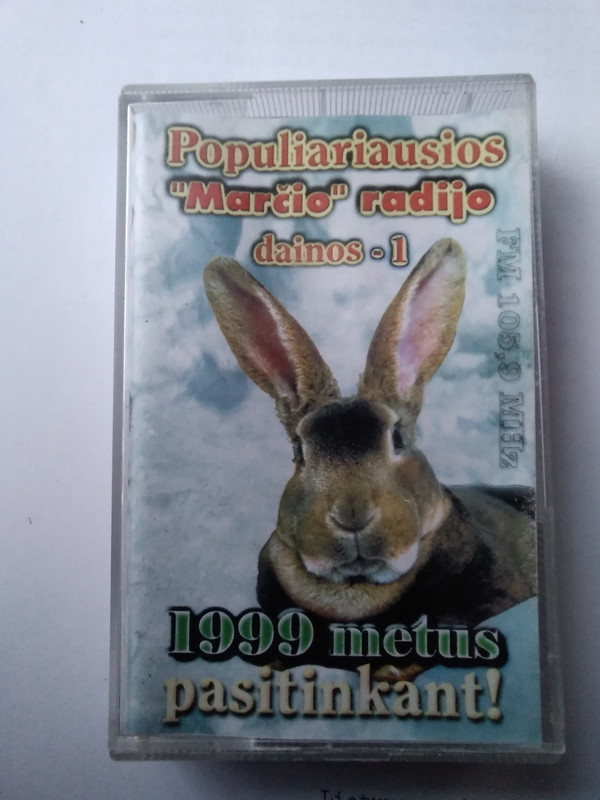 Populiariausios
"Marčio" radijo
dainos - 1
FM 105,9 MHz
1999 metus
pasitinkant!